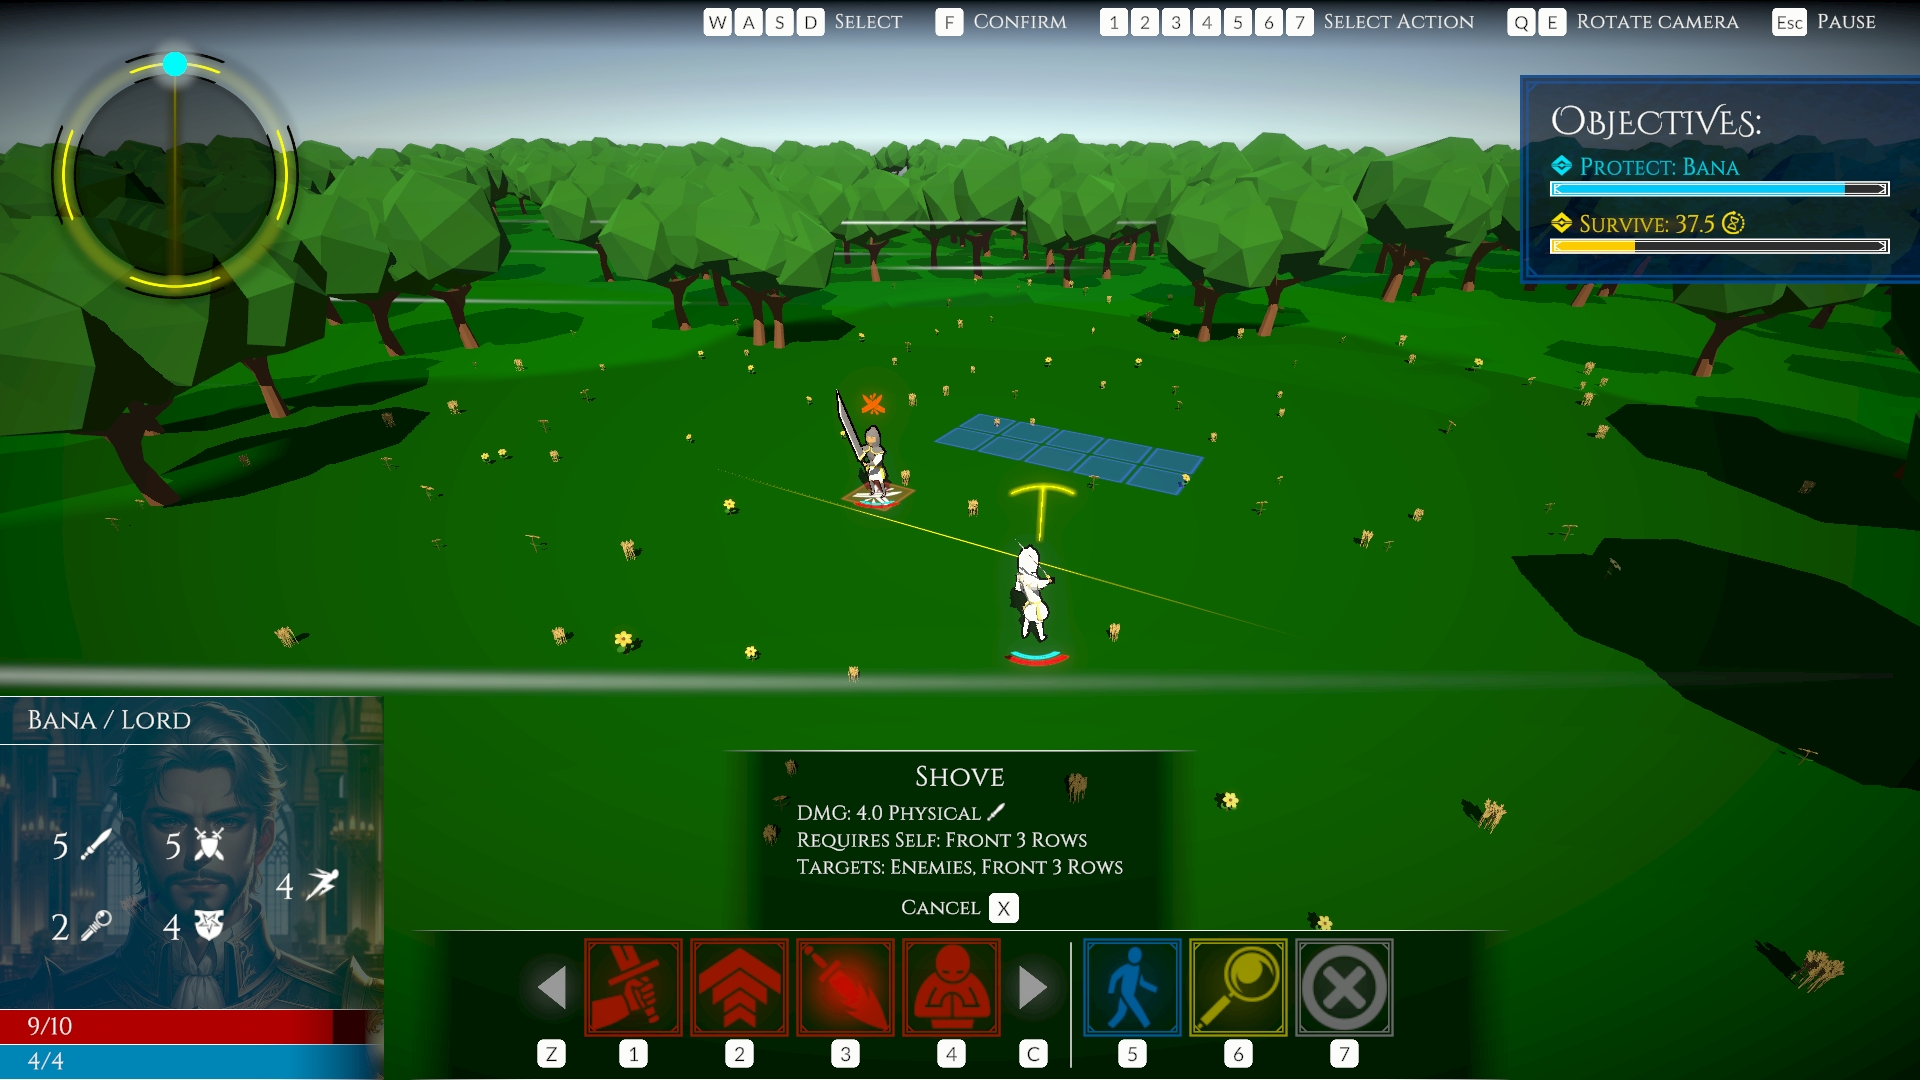 W A S D SELECT F CONFIRM 1 2 3 4 5 6 7 SELECT ACTION Q E ROTATE CAMERA Esc PAUSE
OBJECTIVES:
PROTECT: BANA
SURVIVE: 37.5
BANA / LORD
5 5
4
2 4
9/10
4/4
SHOVE
DMG: 4.0 PHYSICAL
REQUIRES SELF: FRONT 3 ROWS
TARGETS: ENEMIES, FRONT 3 ROWS
CANCEL X
Z 1 2 3 4 C 5 6 7